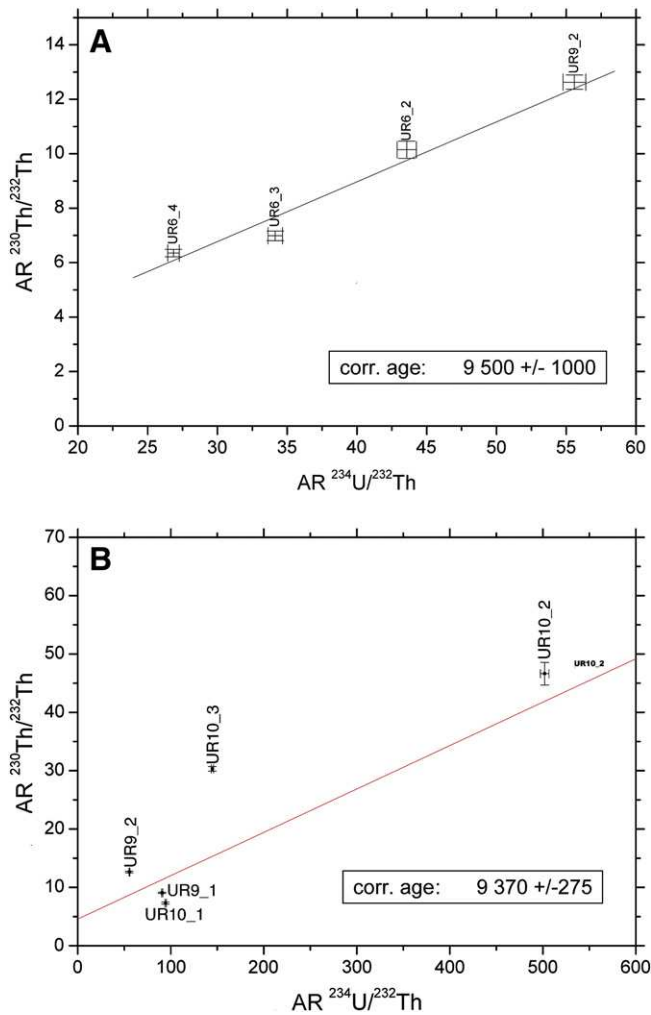 A
14
12
10
8
6
4
2
0
AR ²³⁰Th/²³²Th
UR6_4
UR6_3
UR6_2
UR9_2
corr. age: 9 500 +/- 1000
20 25 30 35 40 45 50 55 60
AR ²³⁴U/²³²Th
B
70
60
50
40
30
20
10
0
AR ²³⁰Th/²³²Th
UR9_2
UR10_3
UR10_2
UR10_2
UR9_1
UR10_1
corr. age: 9 370 +/-275
0 100 200 300 400 500 600
AR ²³⁴U/²³²Th